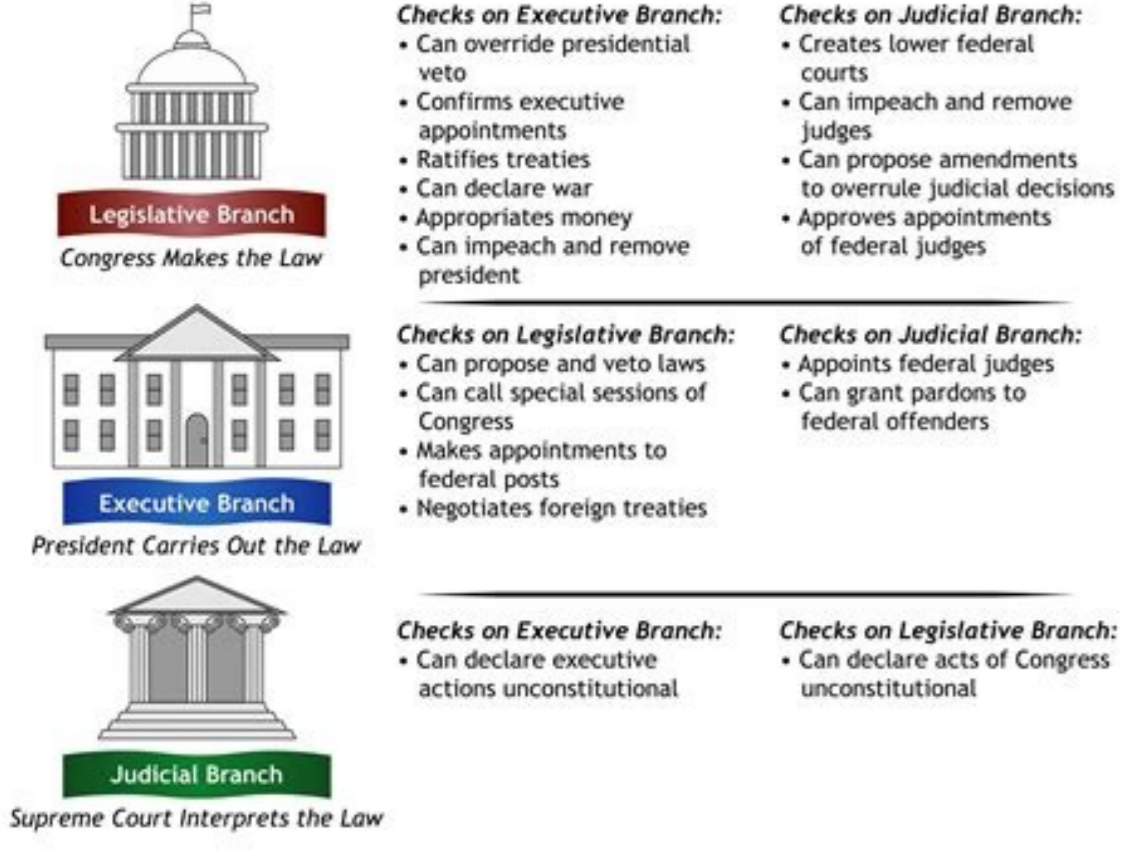 Legislative Branch
Congress Makes the Law
Checks on Executive Branch:
• Can override presidential
veto
• Confirms executive
appointments
• Ratifies treaties
• Can declare war
• Appropriates money
• Can impeach and remove
president
Checks on Judicial Branch:
• Creates lower federal
courts
• Can impeach and remove
judges
• Can propose amendments
to overrule judicial decisions
• Approves appointments
of federal judges
Executive Branch
President Carries Out the Law
Checks on Legislative Branch:
• Can propose and veto laws
• Can call special sessions of
Congress
• Makes appointments to
federal posts
• Negotiates foreign treaties
Checks on Judicial Branch:
• Appoints federal judges
• Can grant pardons to
federal offenders
Judicial Branch
Supreme Court Interprets the Law
Checks on Executive Branch:
• Can declare executive
actions unconstitutional
Checks on Legislative Branch:
• Can declare acts of Congress
unconstitutional